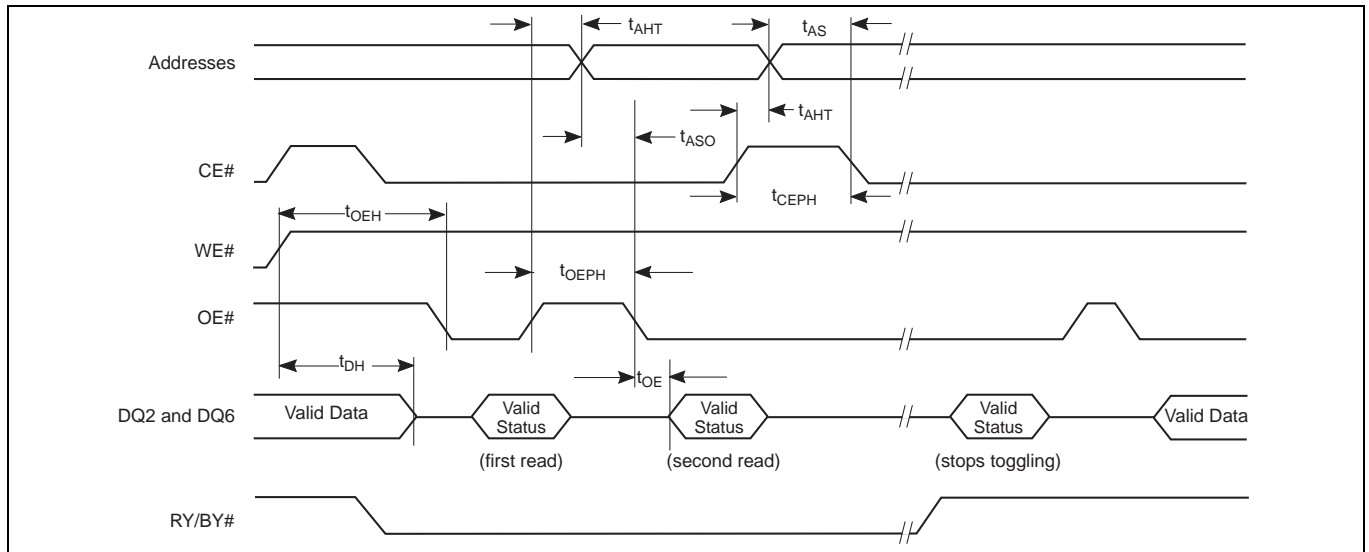 tAHT
tAS
Addresses
tAHT
tASO
CE#
tCEPH
tOEH
WE#
tOEPH
OE#
tDH
tOE
DQ2 and DQ6
Valid Data
Valid
Status
Valid
Status
Valid
Status
Valid Data
(first read)
(second read)
(stops toggling)
RY/BY#